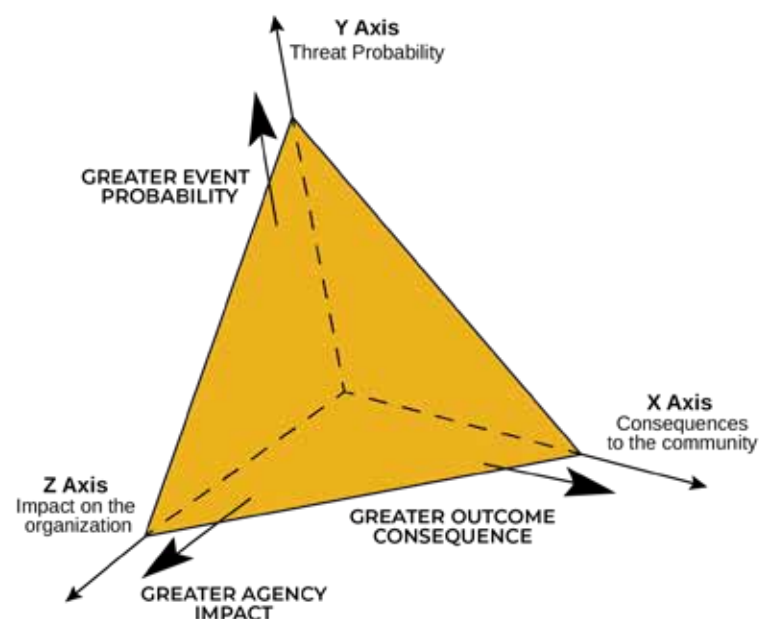 Y Axis
Threat Probability
GREATER EVENT
PROBABILITY
X Axis
Consequences
to the community
Z Axis
Impact on the
organization
GREATER OUTCOME
CONSEQUENCE
GREATER AGENCY
IMPACT